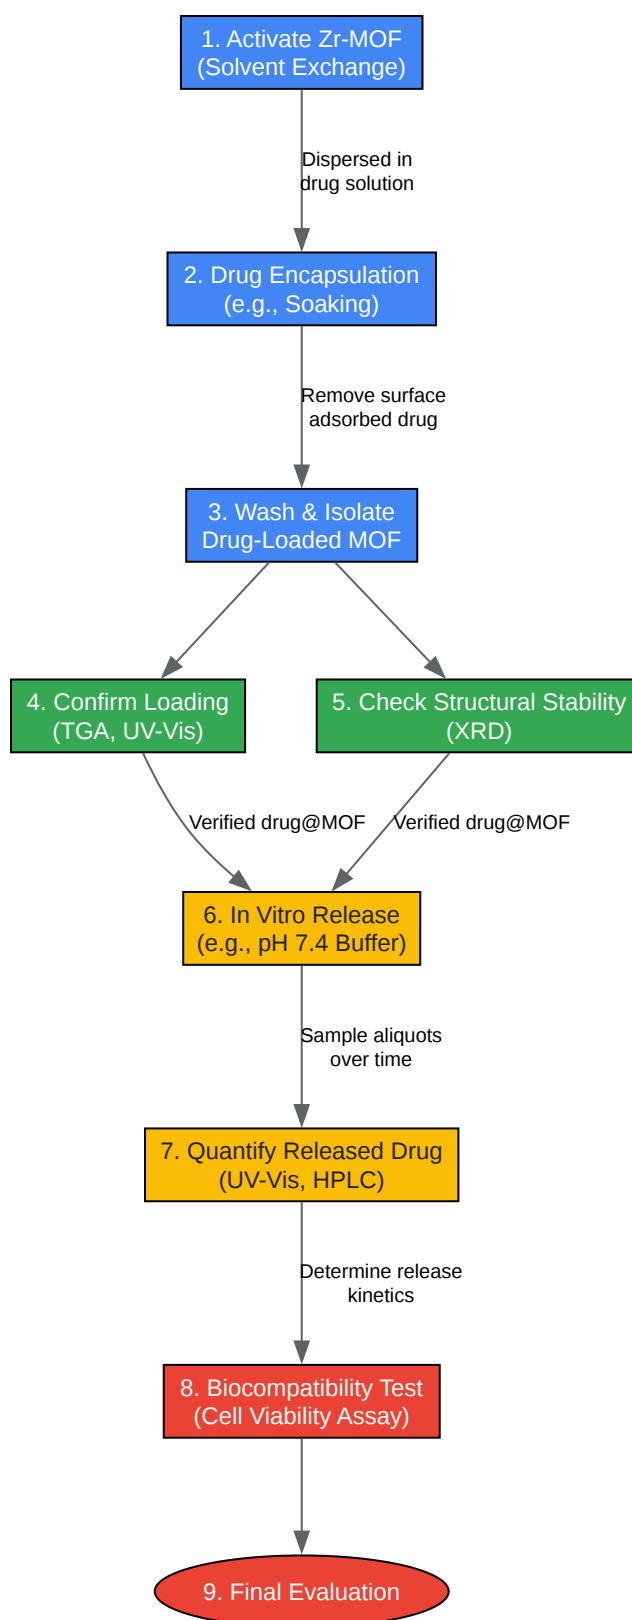 1. Activate Zr-MOF
(Solvent Exchange)
Dispersed in
drug solution
2. Drug Encapsulation
(e.g., Soaking)
Remove surface
adsorbed drug
3. Wash & Isolate
Drug-Loaded MOF
4. Confirm Loading
(TGA, UV-Vis)
5. Check Structural Stability
(XRD)
Verified drug@MOF
Verified drug@MOF
6. In Vitro Release
(e.g., pH 7.4 Buffer)
Sample aliquots
over time
7. Quantify Released Drug
(UV-Vis, HPLC)
Determine release
kinetics
8. Biocompatibility Test
(Cell Viability Assay)
9. Final Evaluation